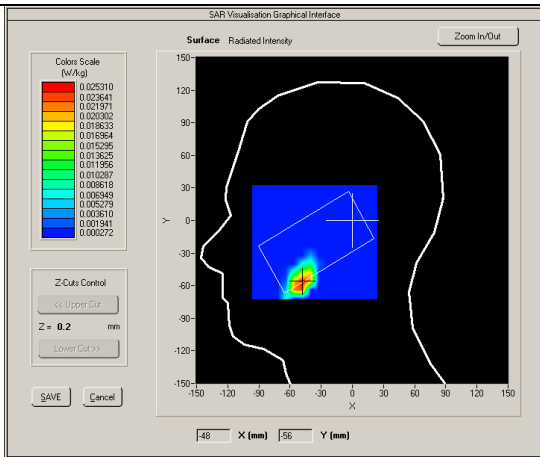 SAR Visualisation Graphical Interface
Surface Radiated Intensity
Zoom In/Out
Colors Scale
(W/kg)
0.025310
0.023641
0.021971
0.020302
0.018633
0.016964
0.015295
0.013625
0.011956
0.010287
0.008618
0.006949
0.005279
0.003610
0.001941
0.000272
Z-Cuts Control
<< Upper Cut
Z = 0.2 mm
Lower Cut >>
SAVE Cancel
150
120
90
60
30
0
-30
-60
-90
-120
-150
Y
-150 -120 -90 -60 -30 0 30 60 90 120 150
X
-48 X (mm) -56 Y (mm)